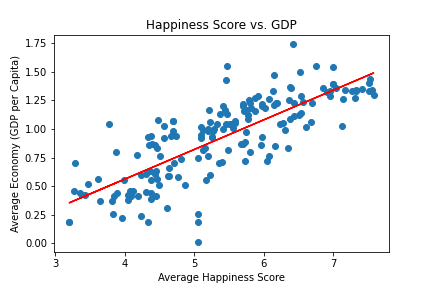 Happiness Score vs. GDP
Average Economy (GDP per Capita)
1.75
1.50
1.25
1.00
0.75
0.50
0.25
0.00
3 4 5 6 7
Average Happiness Score